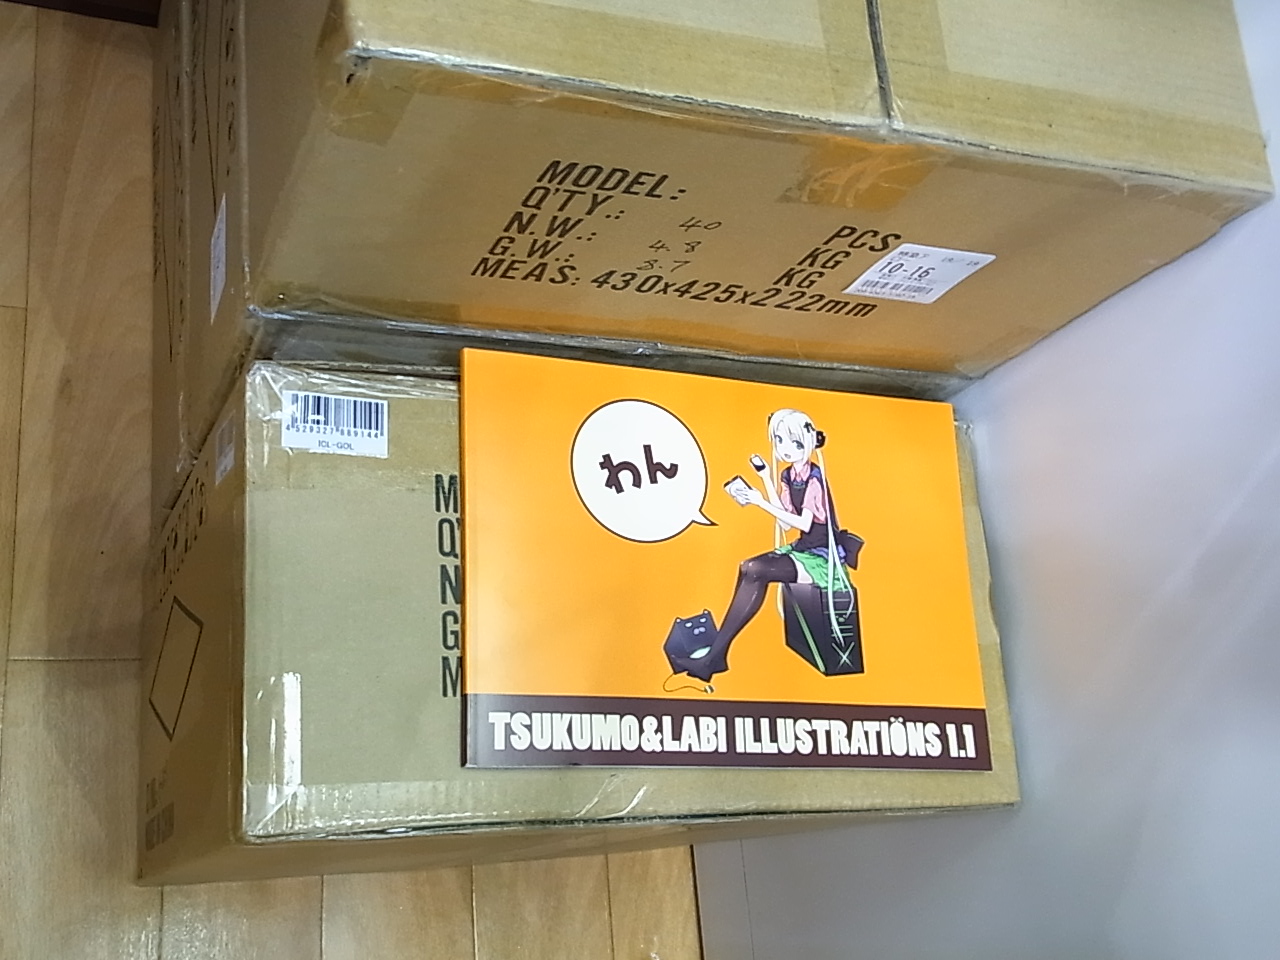 MODEL:
Q'TY.: 40 PCS
N.W.: 4.8 KG
G.W.: 3.7 KG
MEAS: 430x425x222mm
10-16
4529327889144
ICL-GOL
M
Q'
N
G
M
わん
TSUKUMO&LABI ILLUSTRATIÖNS 1.1